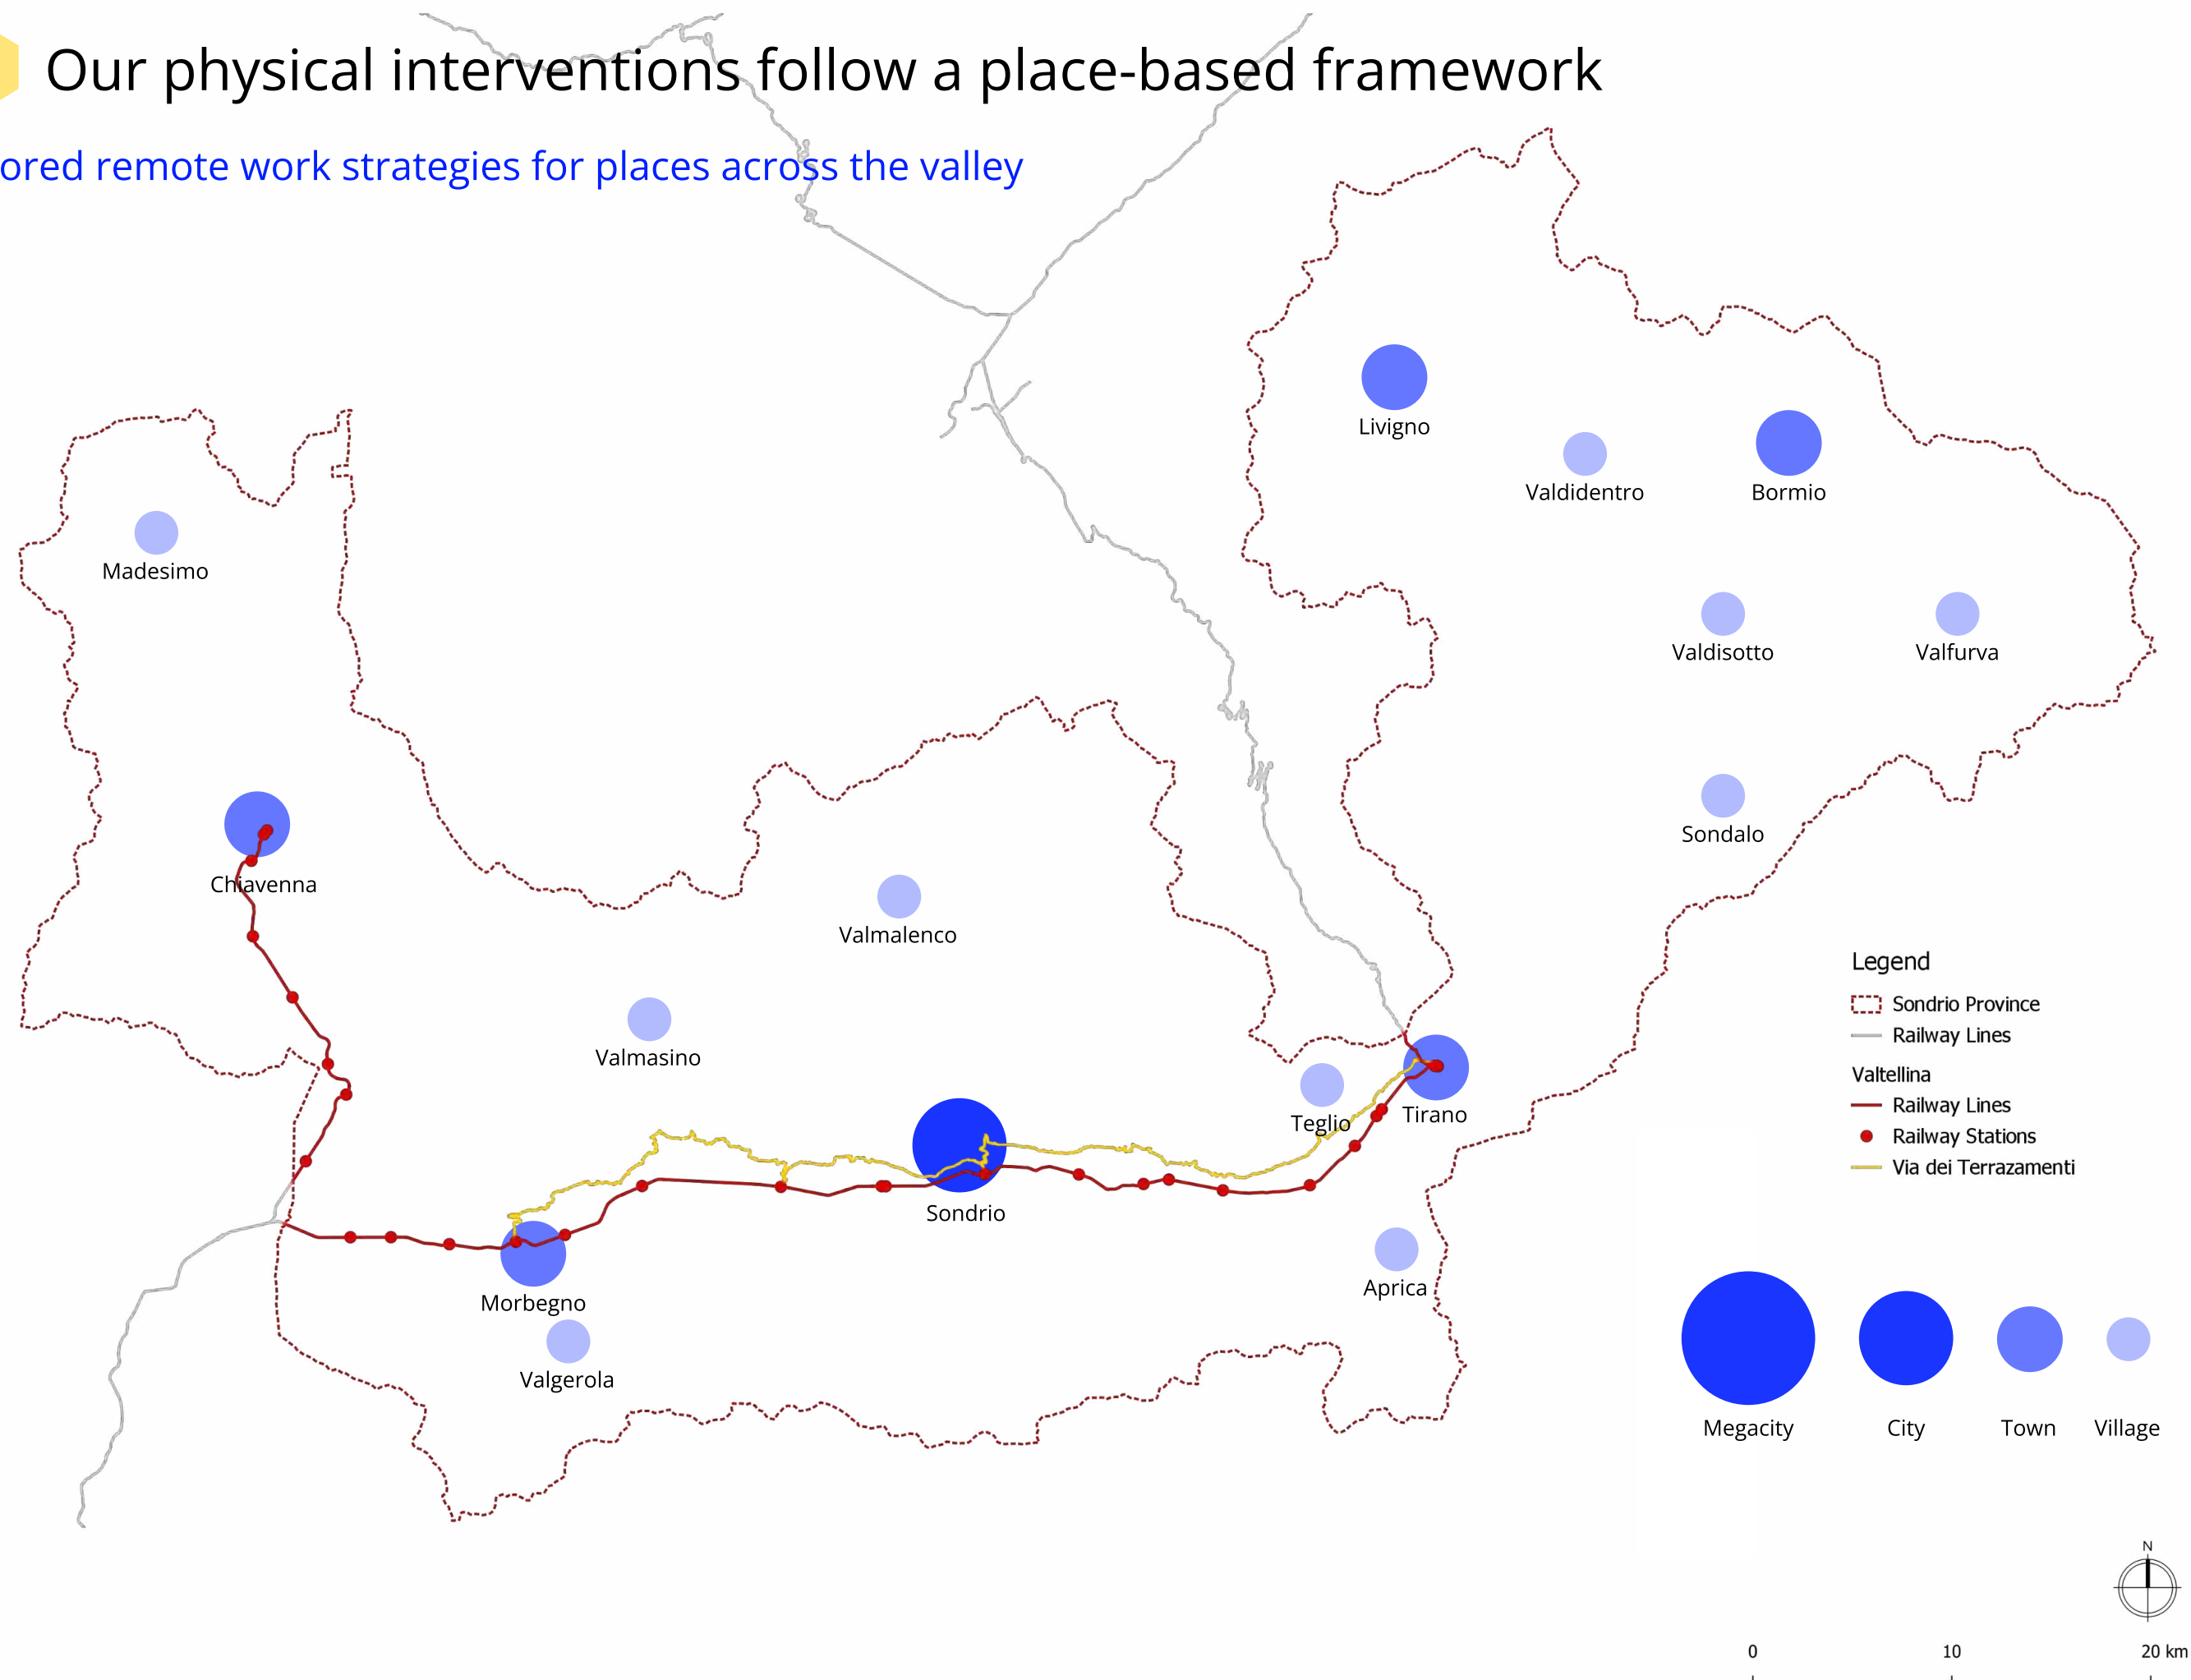 Our physical interventions follow a place-based framework
ored remote work strategies for places across the valley
Livigno
Valdidentro
Bormio
Madesimo
Valdisotto
Valfurva
Sondalo
Chiavenna
Valmalenco
Valmasino
Teglio
Tirano
Sondrio
Aprica
Morbegno
Valgerola
Legend
Sondrio Province
Railway Lines
Valtellina
Railway Lines
Railway Stations
Via dei Terrazamenti
Megacity
City
Town
Village
N
0 10 20 km